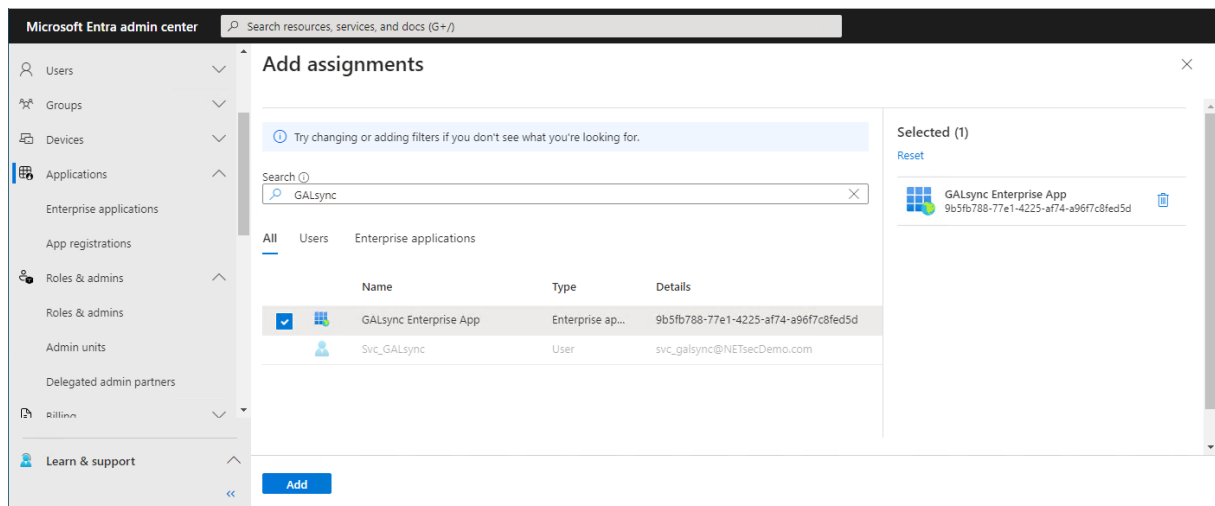 Microsoft Entra admin center
Search resources, services, and docs (G+/)
Users
Groups
Devices
Applications
Enterprise applications
App registrations
Roles & admins
Roles & admins
Admin units
Delegated admin partners
Billing
Learn & support
«
Add assignments
Try changing or adding filters if you don't see what you're looking for.
Search
GALsync
All Users Enterprise applications
Name Type Details
GALsync Enterprise App Enterprise ap... 9b5fb788-77e1-4225-af74-a96f7c8fed5d
Svc_GALsync User svc_galsync@NETsecDemo.com
Add
Selected (1)
Reset
GALsync Enterprise App
9b5fb788-77e1-4225-af74-a96f7c8fed5d